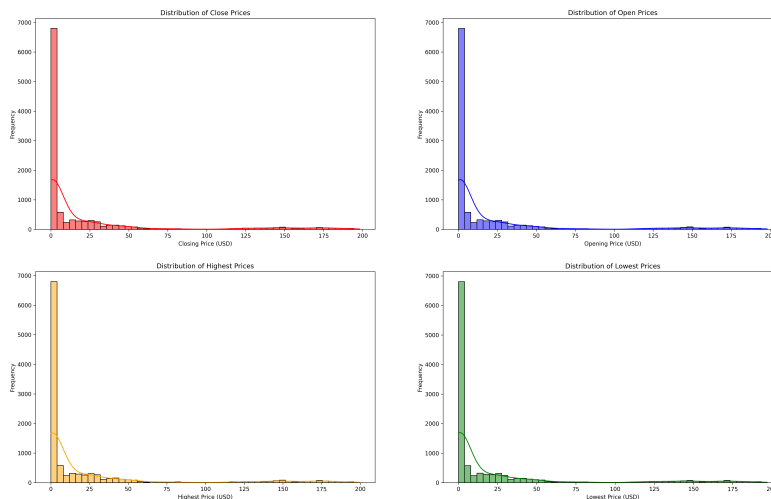 Distribution of Close Prices
7000
6000
5000
4000
3000
2000
1000
0
Frequency
0 25 50 75 100 125 150 175 200
Closing Price (USD)
Distribution of Open Prices
7000
6000
5000
4000
3000
2000
1000
0
Frequency
0 25 50 75 100 125 150 175 200
Opening Price (USD)
Distribution of Highest Prices
7000
6000
5000
4000
3000
2000
1000
0
Frequency
0 25 50 75 100 125 150 175 200
Highest Price (USD)
Distribution of Lowest Prices
7000
6000
5000
4000
3000
2000
1000
0
Frequency
0 25 50 75 100 125 150 175 200
Lowest Price (USD)